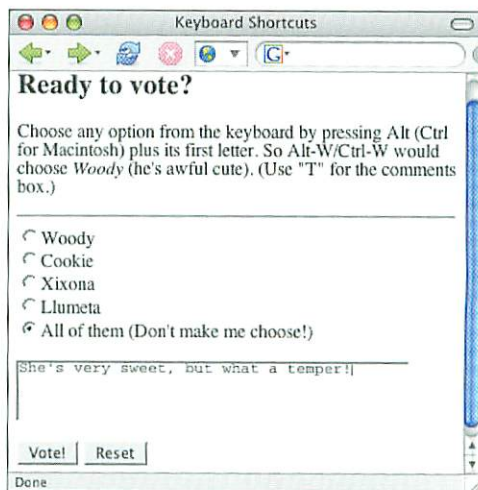 Keyboard Shortcuts
G
Ready to vote?
Choose any option from the keyboard by pressing Alt (Ctrl
for Macintosh) plus its first letter. So Alt-W/Ctrl-W would
choose Woody (he's awful cute). (Use "T" for the comments
box.)
Woody
Cookie
Xixona
Llumeta
All of them (Don't make me choose!)
She's very sweet, but what a temper!
Vote! Reset
Done